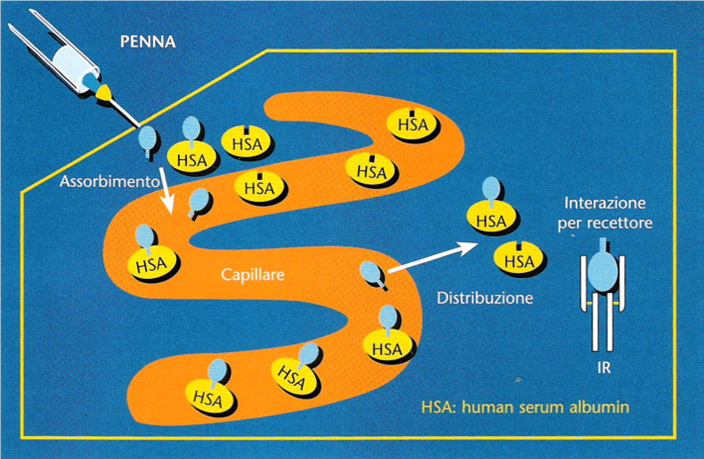 PENNA
HSA
HSA
HSA
HSA
HSA
Assorbimento
HSA
HSA
Interazione
per recettore
HSA
Capillare
Distribuzione
HSA
IR
HSA
HSA
HSA: human serum albumin